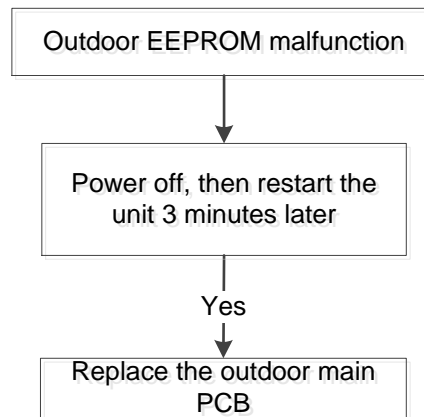 Outdoor EEPROM malfunction
Power off, then restart the
unit 3 minutes later
Yes
Replace the outdoor main
PCB